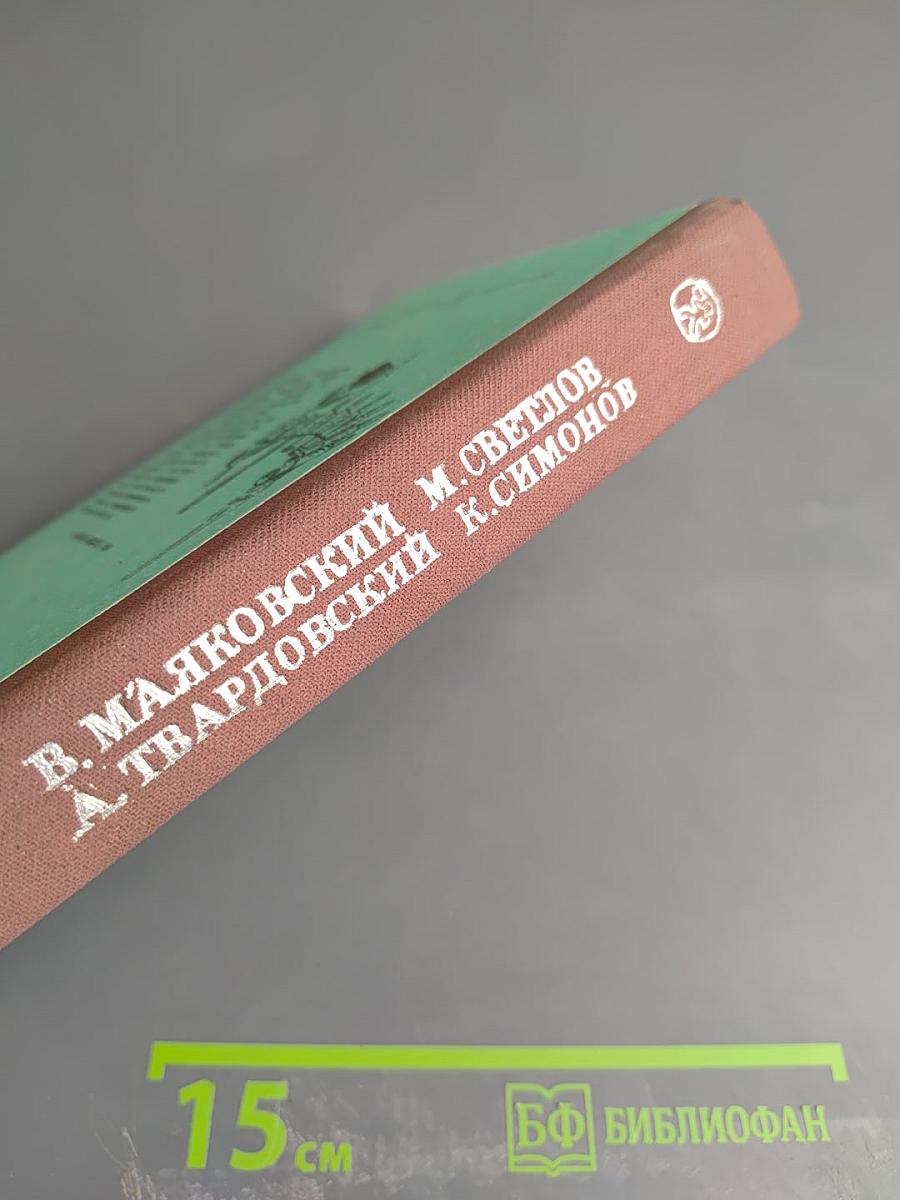 В. МАЯКОВСКИЙ М. СВЕТЛОВ
А. ТВАРДОВСКИЙ К. СИМОНОВ
15 см
БФ БИБЛИОФАН